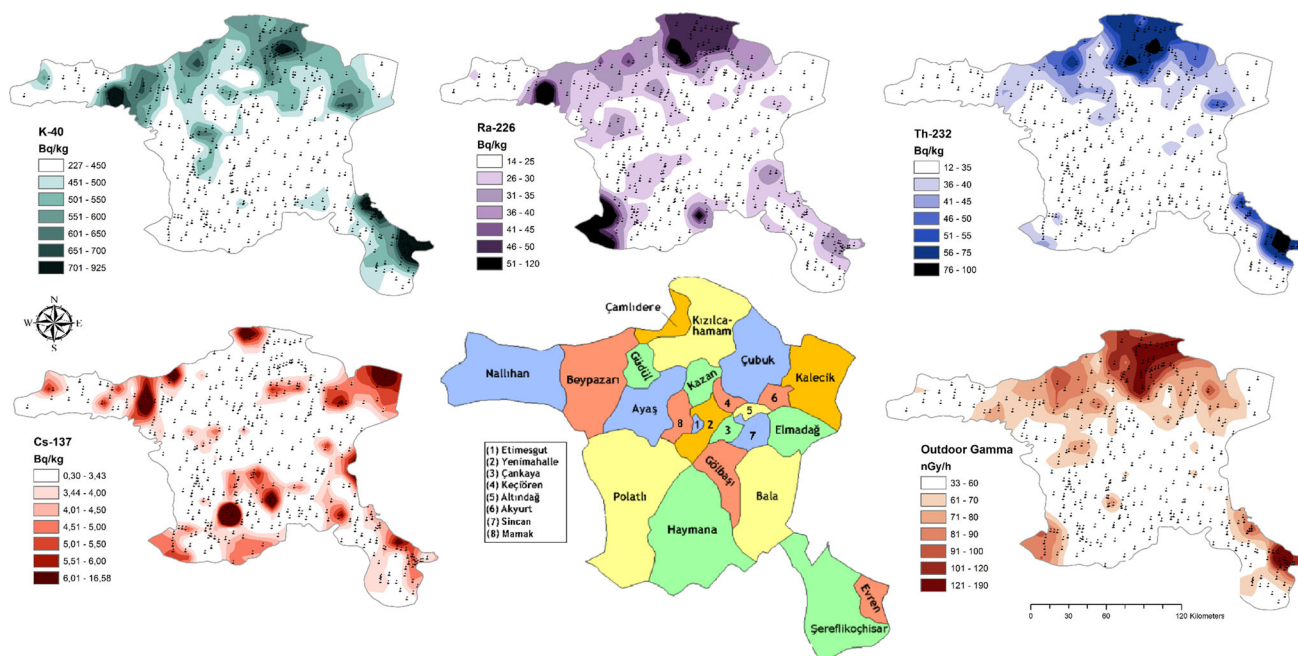 K-40
Bq/kg
227 - 450
451 - 500
501 - 550
551 - 600
601 - 650
651 - 700
701 - 925
Ra-226
Bq/kg
14 - 25
26 - 30
31 - 35
36 - 40
41 - 45
46 - 50
51 - 120
Th-232
Bq/kg
12 - 35
36 - 40
41 - 45
46 - 50
51 - 55
56 - 75
76 - 100
N
W E
S
Cs-137
Bq/kg
0,30 - 3,43
3,44 - 4,00
4,01 - 4,50
4,51 - 5,00
5,01 - 5,50
5,51 - 6,00
6,01 - 16,58
Çamlıdere
Kızılca-
hamam
Güdül
Çubuk
Nallıhan
Beypazarı
Kazan
Kalecik
Ayaş
4
6
5
8
1
2
3
7
Elmadağ
Gölbaşı
Polatlı
Bala
Haymana
Evren
Şereflikoçhisar
(1) Etimesgut
(2) Yenimahalle
(3) Çankaya
(4) Keçiören
(5) Altındağ
(6) Akyurt
(7) Sincan
(8) Mamak
Outdoor Gamma
nGy/h
33 - 60
61 - 70
71 - 80
81 - 90
91 - 100
101 - 120
121 - 190
0 30 60 120 Kilometers